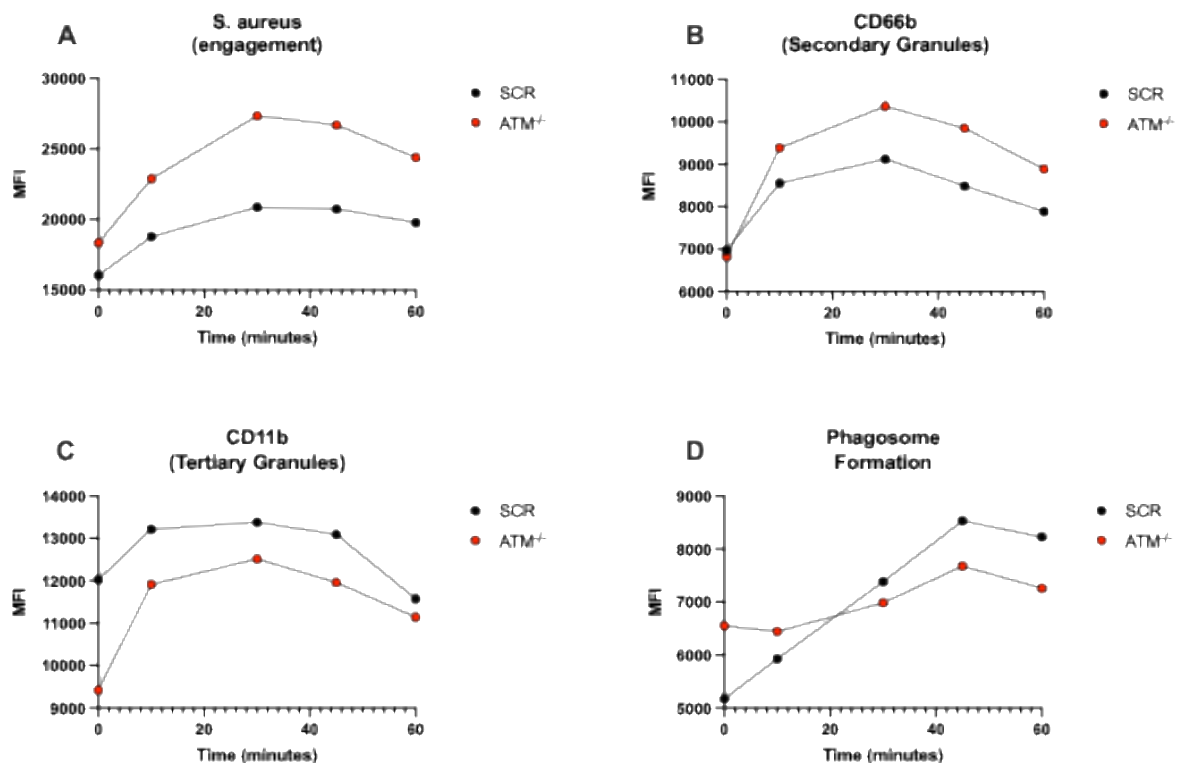 A
S. aureus
(engagement)
30000
25000
20000
15000
MFI
0
20
40
60
Time (minutes)
SCR
ATM-/-
B
CD66b
(Secondary Granules)
11000
10000
9000
8000
7000
6000
MFI
0
20
40
60
Time (minutes)
SCR
ATM-/-
C
CD11b
(Tertiary Granules)
14000
13000
12000
11000
10000
9000
MFI
0
20
40
60
Time (minutes)
SCR
ATM-/-
D
Phagosome
Formation
9000
8000
7000
6000
5000
MFI
0
20
40
60
Time (minutes)
SCR
ATM-/-